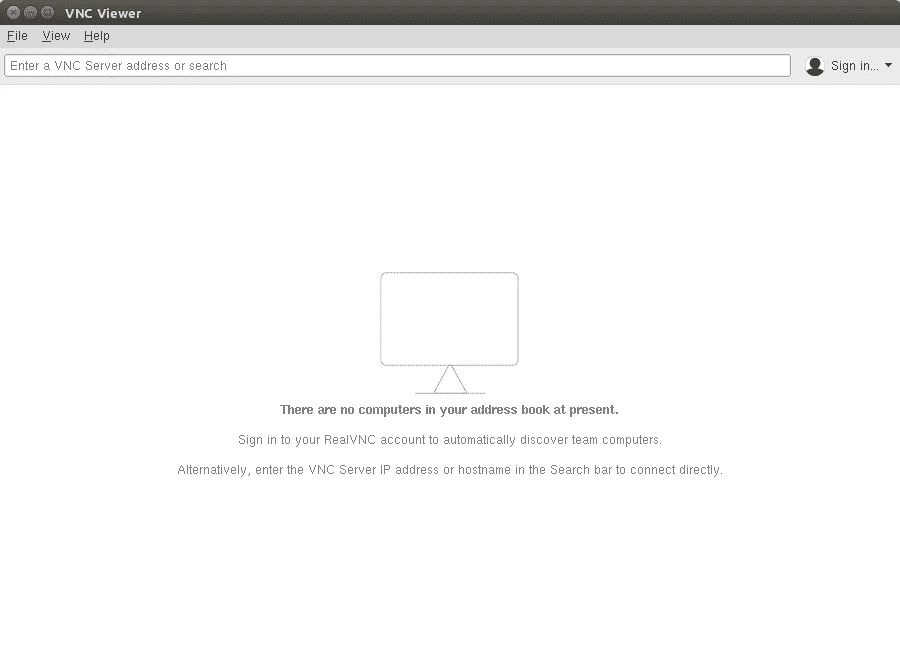 VNC Viewer
File View Help
Enter a VNC Server address or search
Sign in...
There are no computers in your address book at present.
Sign in to your RealVNC account to automatically discover team computers.
Alternatively, enter the VNC Server IP address or hostname in the Search bar to connect directly.